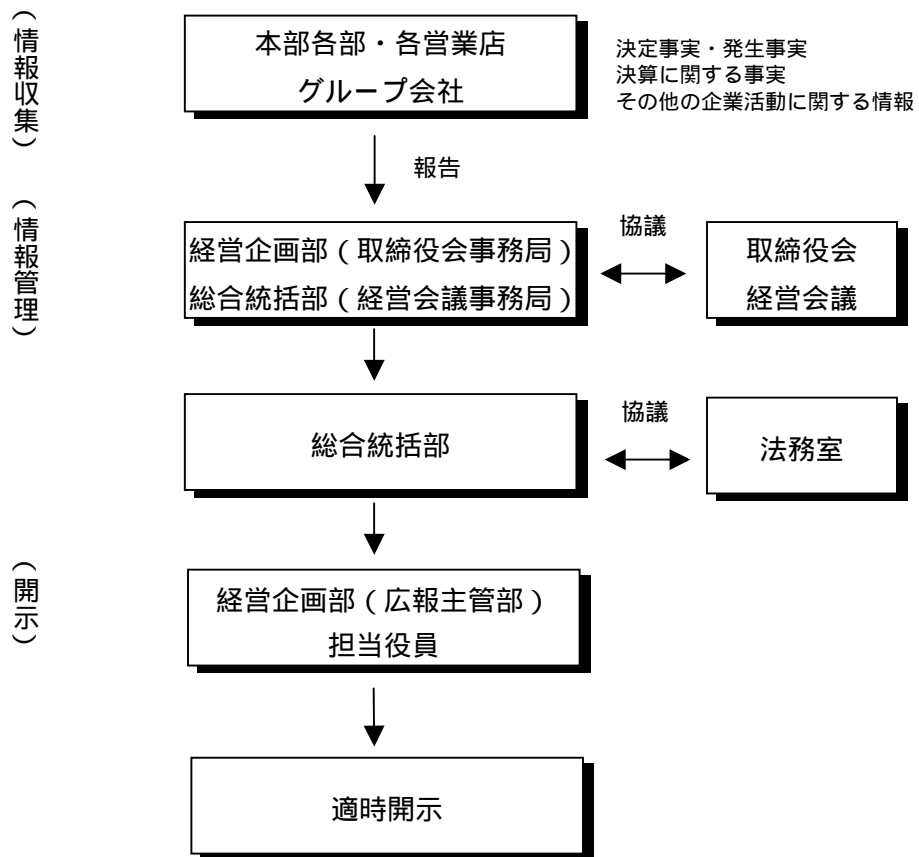 （情報収集）
本部各部・各営業店
グループ会社
決定事実・発生事実
決算に関する事実
その他の企業活動に関する情報
報告
（情報管理）
経営企画部（取締役会事務局）
総合統括部（経営会議事務局）
協議
取締役会
経営会議
総合統括部
協議
法務室
（開示）
経営企画部（広報主管部）
担当役員
適時開示